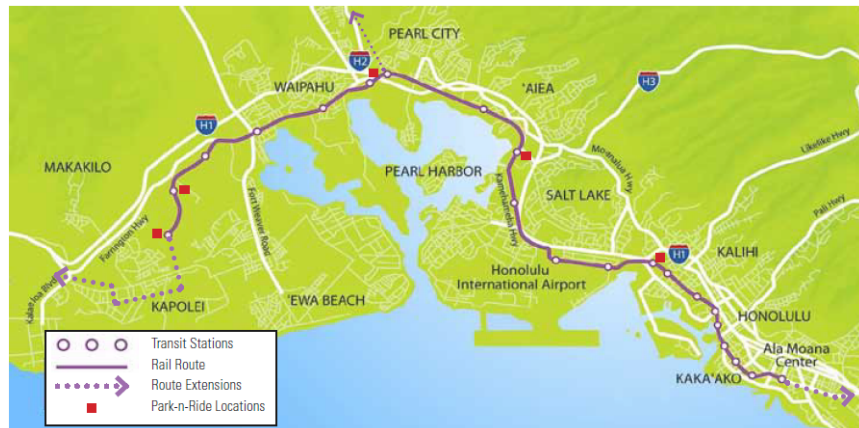 PEARL CITY
H2
WAIPAHU
'AIEA
H3
H1
Moanalua Hwy
Likelike Hwy
MAKAKILO
PEARL HARBOR
Kamehameha Hwy
SALT LAKE
Pali Hwy
Farrington Hwy
Fort Weaver Road
H1
KALIHI
Honolulu
International Airport
Kalaeloa Blvd
KAPOLEI
'EWA BEACH
HONOLULU
Ala Moana
Center
KAKA'AKO
Transit Stations
Rail Route
Route Extensions
Park-n-Ride Locations